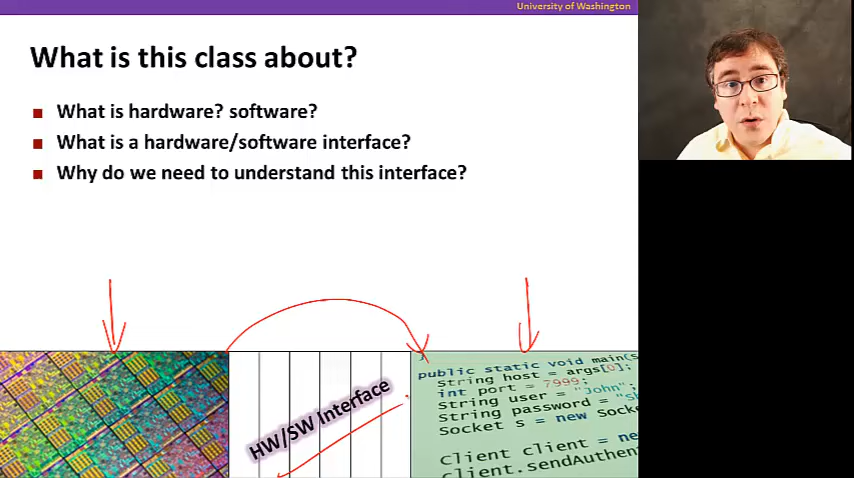 University of Washington
What is this class about?
What is hardware? software?
What is a hardware/software interface?
Why do we need to understand this interface?
HW/SW Interface
}
public static void main(s
String host = args[0];
int port = 7999;
String user = "John";
String password =
Socket s = new Socke
Client client = ne
client.sendAuthen